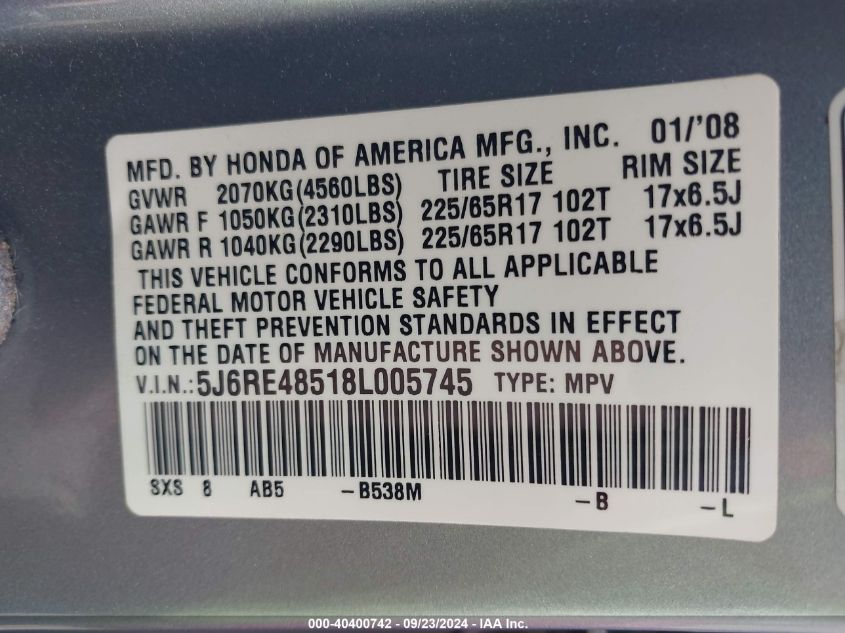 MFD. BY HONDA OF AMERICA MFG., INC. 01/'08
GVWR 2070KG(4560LBS) TIRE SIZE RIM SIZE
GAWR F 1050KG(2310LBS) 225/65R17 102T 17x6.5J
GAWR R 1040KG(2290LBS) 225/65R17 102T 17x6.5J
THIS VEHICLE CONFORMS TO ALL APPLICABLE
FEDERAL MOTOR VEHICLE SAFETY
AND THEFT PREVENTION STANDARDS IN EFFECT
ON THE DATE OF MANUFACTURE SHOWN ABOVE.
V.I.N.:5J6RE48518L005745 TYPE: MPV
SXS 8 AB5 -B538M -B -L
000-40400742 - 09/23/2024 - IAA Inc.